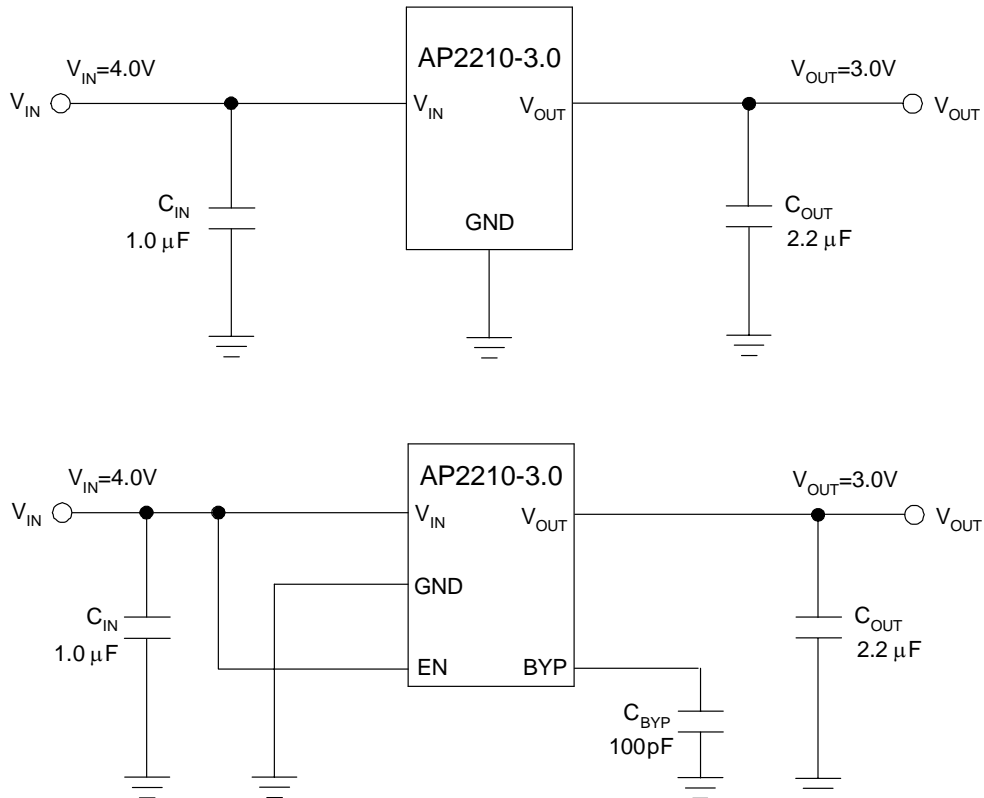 AP2210-3.0
V_IN=4.0V
V_OUT=3.0V
V_IN
V_IN
V_OUT
V_OUT
C_IN
1.0 μF
GND
C_OUT
2.2 μF
AP2210-3.0
V_IN=4.0V
V_OUT=3.0V
V_IN
V_IN
V_OUT
V_OUT
GND
C_IN
1.0 μF
C_OUT
2.2 μF
EN
BYP
C_BYP
100pF